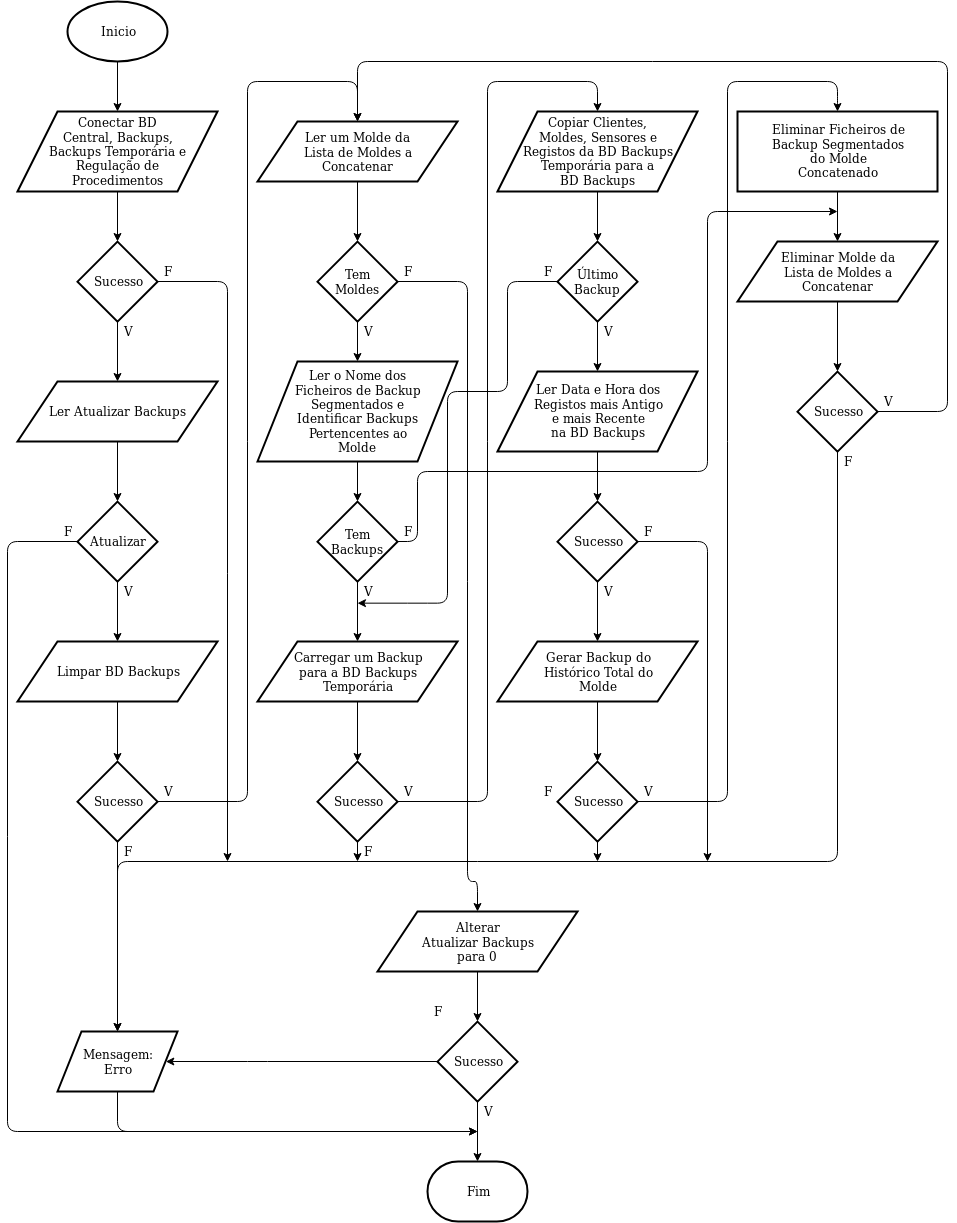 Inicio
Conectar BD
Central, Backups,
Backups Temporária e
Regulação de
Procedimentos
Sucesso
F
V
Ler Atualizar Backups
Atualizar
F
V
Limpar BD Backups
Sucesso
V
F
Ler um Molde da
Lista de Moldes a
Concatenar
Tem
Moldes
F
V
Ler o Nome dos
Ficheiros de Backup
Segmentados e
Identificar Backups
Pertencentes ao
Molde
Tem
Backups
F
V
Carregar um Backup
para a BD Backups
Temporária
Sucesso
V
F
Copiar Clientes,
Moldes, Sensores e
Registos da BD Backups
Temporária para a
BD Backups
Último
Backup
F
V
Ler Data e Hora dos
Registos mais Antigo
e mais Recente
na BD Backups
Sucesso
F
V
Gerar Backup do
Histórico Total do
Molde
Sucesso
F
V
Eliminar Ficheiros de
Backup Segmentados
do Molde
Concatenado
Eliminar Molde da
Lista de Moldes a
Concatenar
Sucesso
V
F
Alterar
Atualizar Backups
para 0
F
Sucesso
V
Mensagem:
Erro
Fim